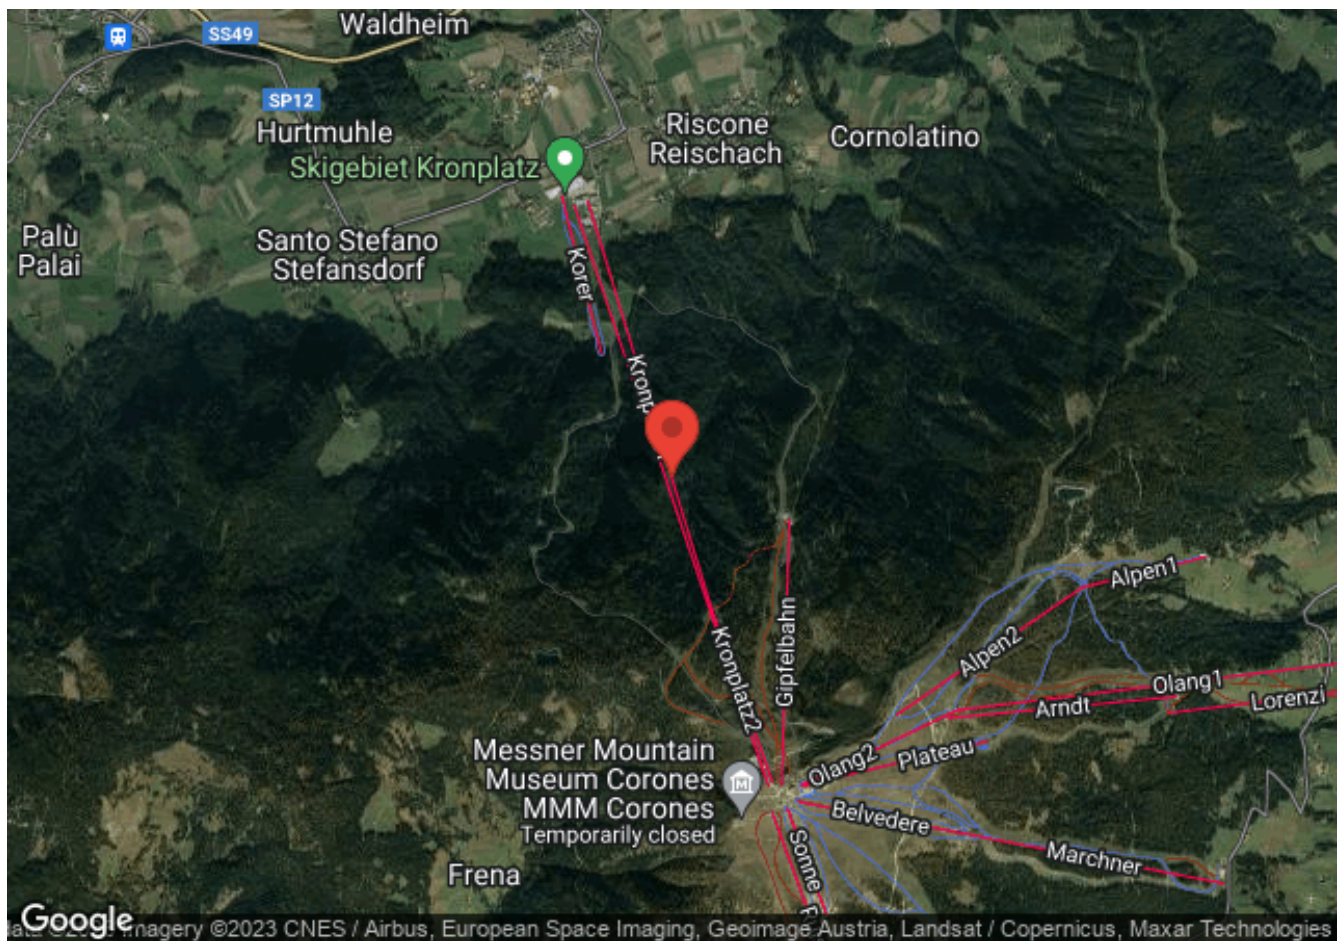 Waldheim
SS49
SP12
Hurtmuhle
Riscone
Reischach
Cornolatino
Skigebiet Kronplatz
Palù
Palai
Santo Stefano
Stefansdorf
Korer
Alpen1
Alpen2
Gipfelbahn
Kronplatz2
Olang1
Lorenzi
Arndt
Olang2
Plateau
Messner Mountain
Museum Corones
MMM Corones
Temporarily closed
Belvedere
Marchner
Sonne
Frena
Google
Imagery ©2023 CNES / Airbus, European Space Imaging, Geoimage Austria, Landsat / Copernicus, Maxar Technologies